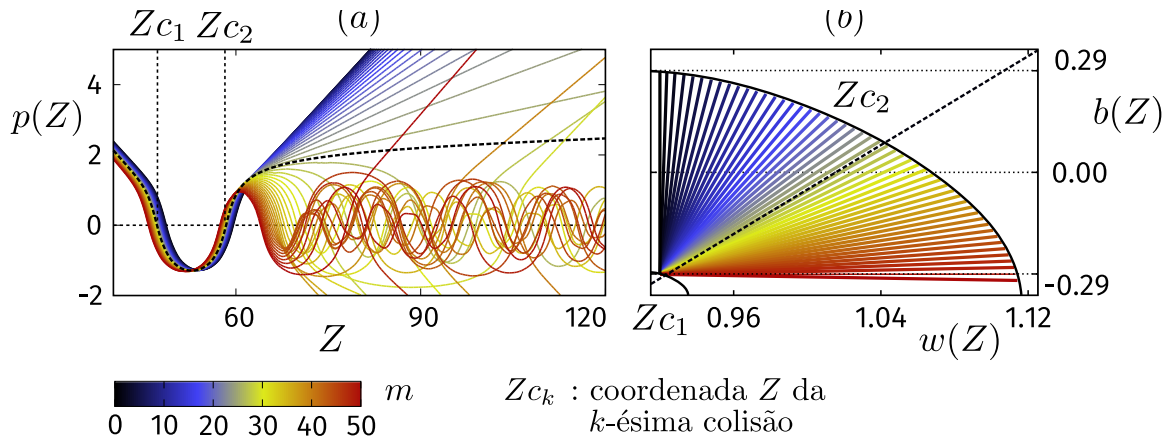 Zc₁ Zc₂ (a)
4
2
0
-2
p(Z)
60 90 120
Z
(b)
Zc₂
0.29
b(Z)
0.00
-0.29
Zc₁ 0.96 1.04 1.12
w(Z)
m
0 10 20 30 40 50
Zcₖ : coordenada Z da
k-ésima colisão